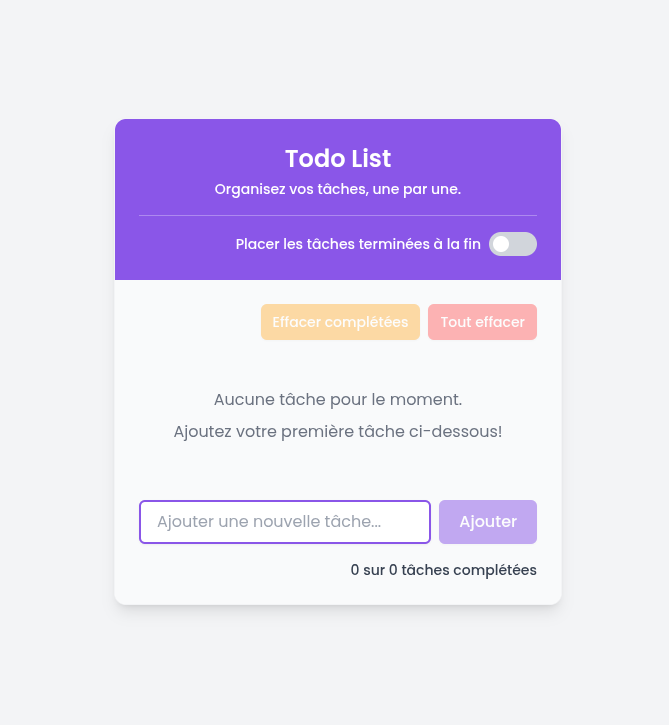 Todo List
Organisez vos tâches, une par une.
Placer les tâches terminées à la fin
Effacer complétées
Tout effacer
Aucune tâche pour le moment.
Ajoutez votre première tâche ci-dessous!
Ajouter une nouvelle tâche...
Ajouter
0 sur 0 tâches complétées